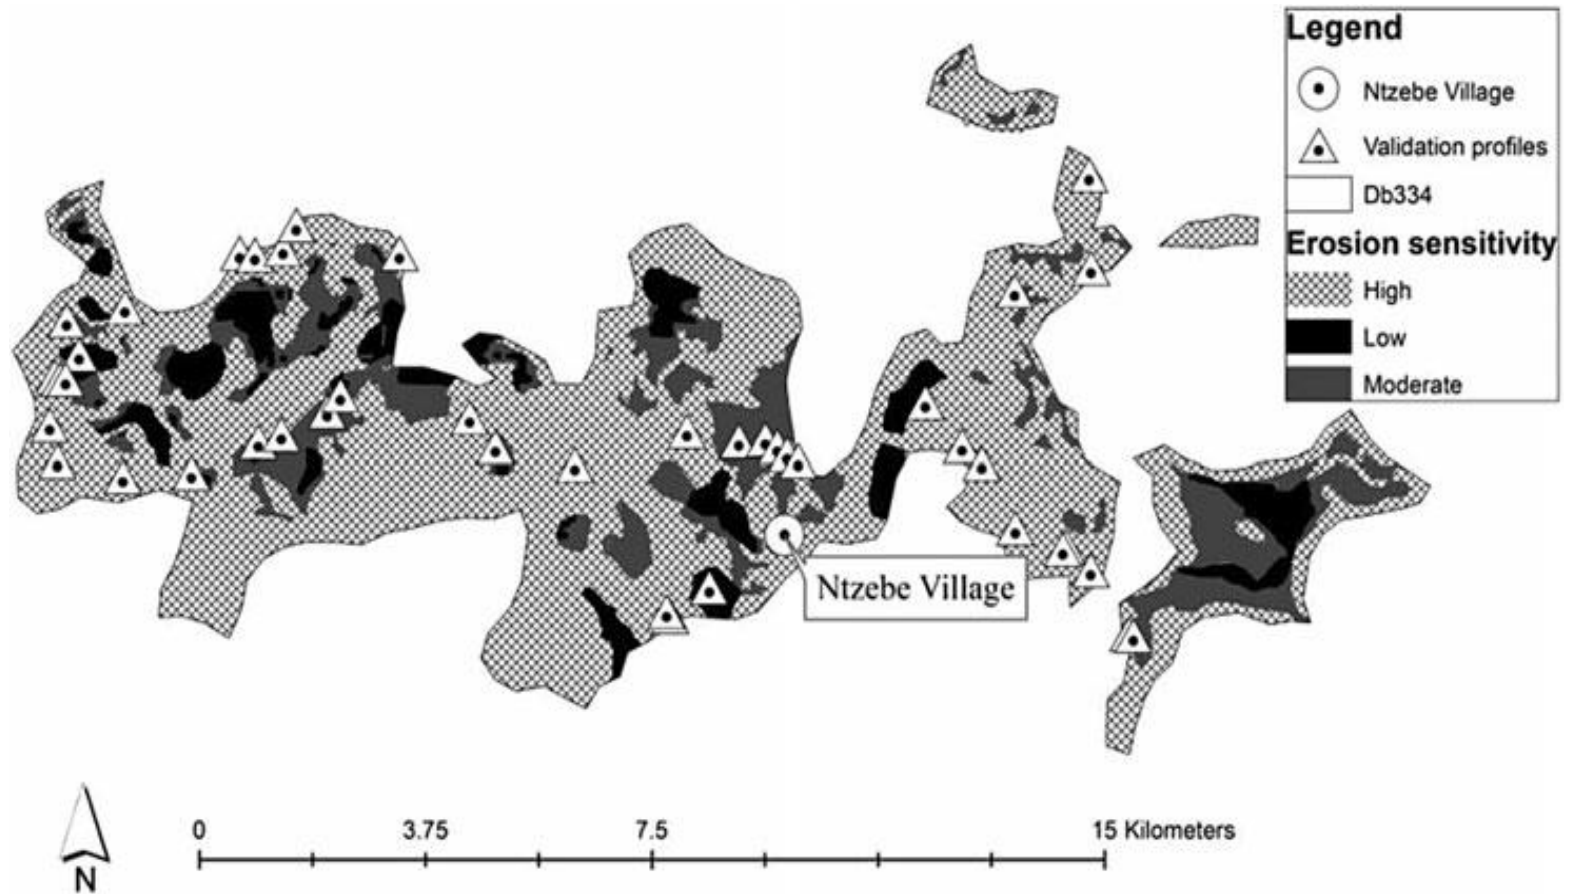 Legend
Ntzebe Village
Validation profiles
Db334
Erosion sensitivity
High
Low
Moderate
Ntzebe Village
0 3.75 7.5 15 Kilometers
N